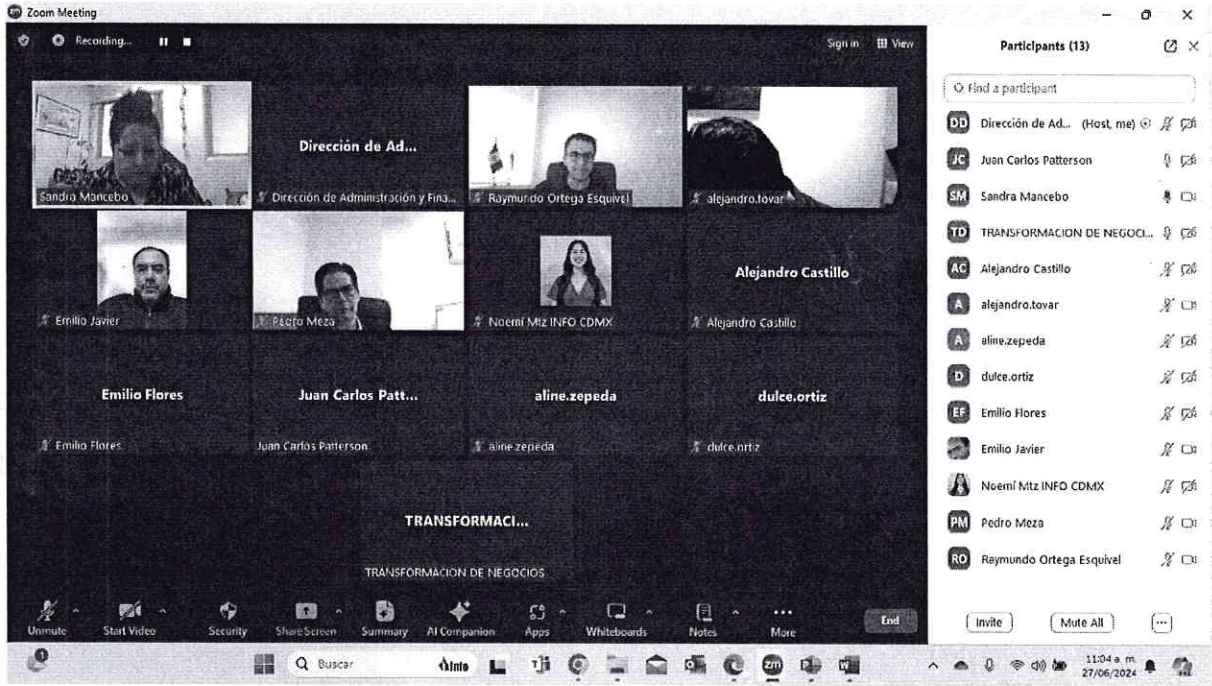 Zoom Meeting
Recording...
Sign in
View
Sandra Mancebo
Dirección de Ad...
Dirección de Administración y Fina...
Raymundo Ortega Esquivel
alejandro.tovar
Emilio Javier
Pedro Meza
Noemí Mtz INFO CDMX
Alejandro Castillo
Alejandro Castillo
Emilio Flores
Emilio Flores
Juan Carlos Patt...
Juan Carlos Patterson
aline.zepeda
aline.zepeda
dulce.ortiz
dulce.ortiz
TRANSFORMACI...
TRANSFORMACION DE NEGOCIOS
Unmute
Start Video
Security
Share Screen
Summary
AI Companion
Apps
Whiteboards
Notes
More
End
Participants (13)
Find a participant
DD Dirección de Ad... (Host, me)
JC Juan Carlos Patterson
SM Sandra Mancebo
TD TRANSFORMACION DE NEGOCI...
AC Alejandro Castillo
A alejandro.tovar
A aline.zepeda
D dulce.ortiz
EF Emilio Flores
Emilio Javier
Noemí Mtz INFO CDMX
PM Pedro Meza
RO Raymundo Ortega Esquivel
Invite
Mute All
...
1
Buscar
info
zm
11:04 a. m.
27/06/2024